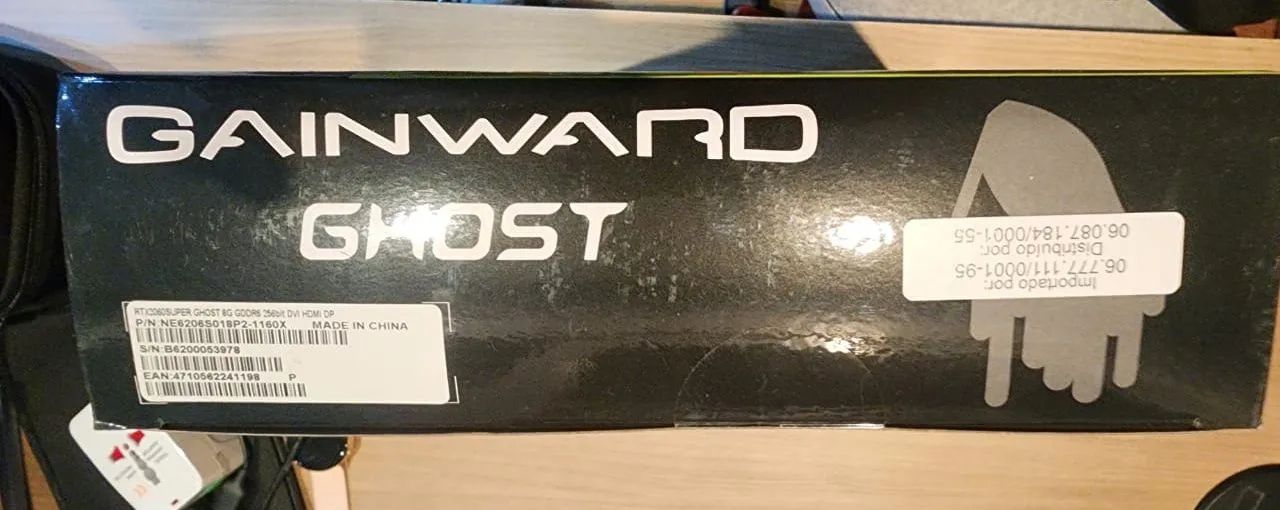 GAINWARD
GHOST
RTX2060SUPER GHOST 8G GDDR6 256bit DVI HDMI DP
P/N:NE6206S018P2-1160X MADE IN CHINA
S/N:B6200053978
EAN:4710562241198 P
Importado por:
06.777.111/0001-95
Distribuído por:
06.087.184/0001-55